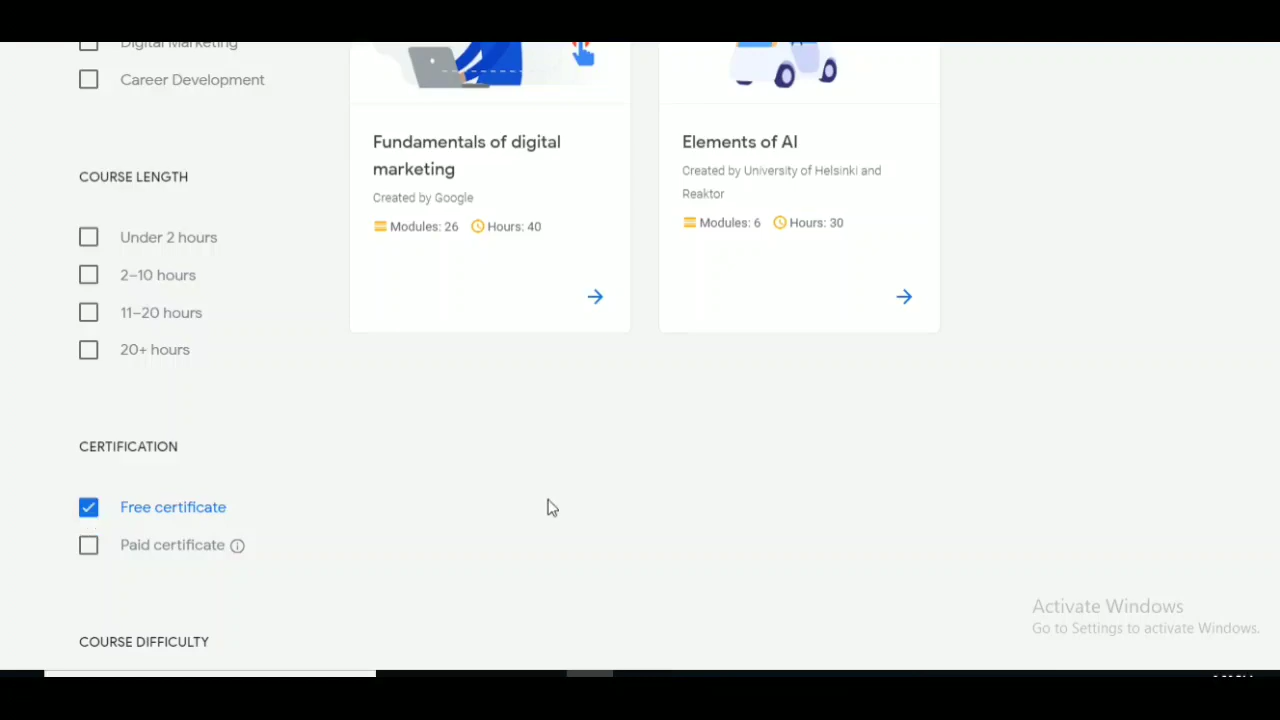 Digital Marketing
Career Development
COURSE LENGTH
Under 2 hours
2–10 hours
11–20 hours
20+ hours
CERTIFICATION
Free certificate
Paid certificate
COURSE DIFFICULTY
Fundamentals of digital
marketing
Created by Google
Modules: 26 Hours: 40
Elements of AI
Created by University of Helsinki and
Reaktor
Modules: 6 Hours: 30
Activate Windows
Go to Settings to activate Windows.